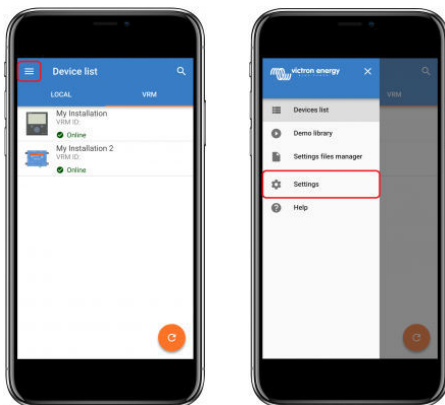 Device list
LOCAL
VRM
My Installation
VRM ID:
Online
My Installation 2
VRM ID:
Online
victron energy
VRM
Devices list
Demo library
Settings files manager
Settings
Help